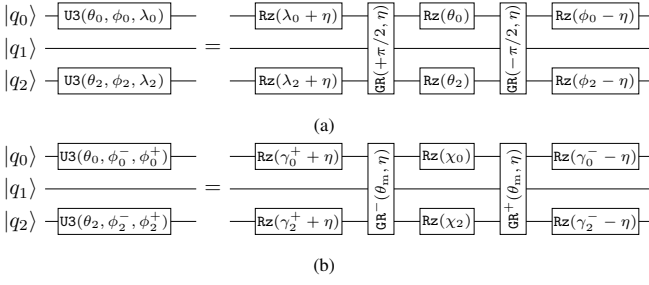 |q₀⟩ U3(θ₀, ϕ₀, λ₀) Rz(λ₀ + η) GR(+π/2, η) Rz(θ₀) GR(−π/2, η) Rz(ϕ₀ − η)
|q₁⟩ =
|q₂⟩ U3(θ₂, ϕ₂, λ₂) Rz(λ₂ + η) Rz(θ₂) Rz(ϕ₂ − η)
(a)
|q₀⟩ U3(θ₀, ϕ₀⁻, ϕ₀⁺) Rz(γ₀⁺ + η) GR⁻(θₘ, η) Rz(χ₀) GR⁺(θₘ, η) Rz(γ₀⁻ − η)
|q₁⟩ =
|q₂⟩ U3(θ₂, ϕ₂⁻, ϕ₂⁺) Rz(γ₂⁺ + η) Rz(χ₂) Rz(γ₂⁻ − η)
(b)